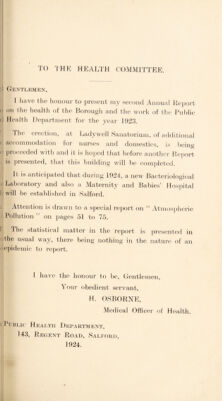 TO THE HEALTH COMMITTEE.
GENTLEMEN,
I have the honour to present my second Annual Report
on the health of the Borough and the work of the Public
Health Department for the year 1923.
The erection, at Ladywell Sanatorium, of additional
accommodation for nurses and domestics, is being
proceeded with and it is hoped that before another Report
is presented, that this building will be completed.
It is anticipated that during 1924, a new Bacteriological
Laboratory and also a Maternity and Babies' Hospital
will be established in Salford.
Attention is drawn to a special report on " Atmospheric
Pollution " on pages 51 to 75.
The statistical matter in the report is presented in
the usual way, there being nothing in the nature of an
epidemic to report.
I have the honour to be, Gentlemen,
Your obedient servant,
H. OSBORNE,
Medical Officer of Health.
PUBLIC HEALTH DEPARTMENT,
143, REGENT ROAD, SALFORD,
1924.